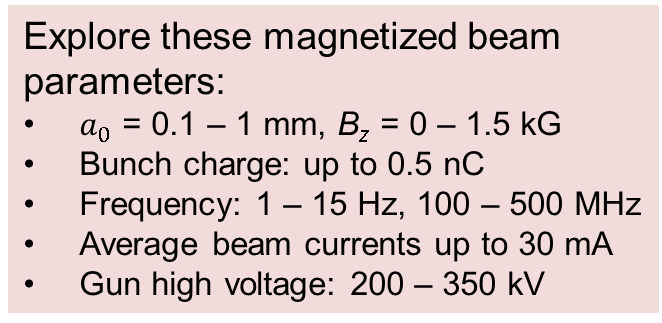 Explore these magnetized beam
parameters:
• a₀ = 0.1 – 1 mm, B_z = 0 – 1.5 kG
• Bunch charge: up to 0.5 nC
• Frequency: 1 – 15 Hz, 100 – 500 MHz
• Average beam currents up to 30 mA
• Gun high voltage: 200 – 350 kV